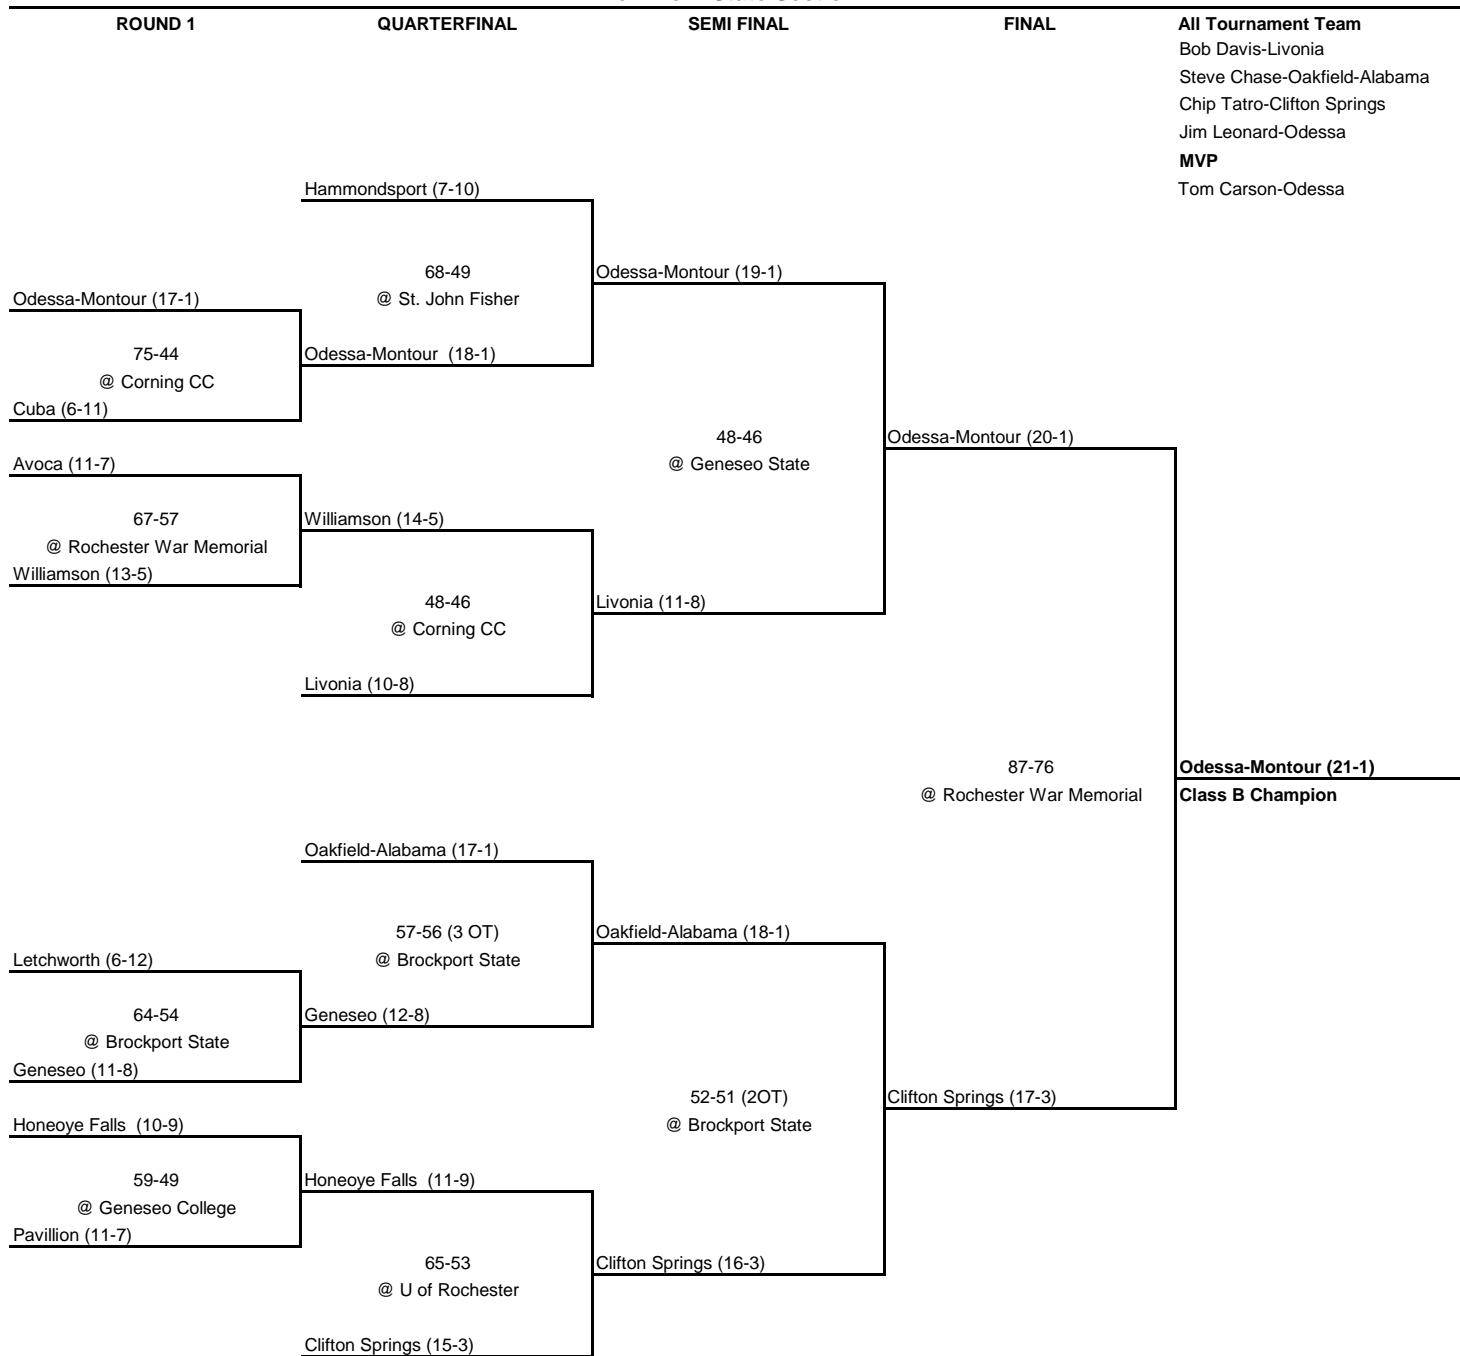 ROUND 1 QUARTERFINAL SEMI FINAL FINAL All Tournament Team
Bob Davis-Livonia
Steve Chase-Oakfield-Alabama
Chip Tatro-Clifton Springs
Jim Leonard-Odessa
MVP
Hammondsport (7-10) Tom Carson-Odessa
68-49 Odessa-Montour (19-1)
Odessa-Montour (17-1) @ St. John Fisher
75-44 Odessa-Montour (18-1)
@ Corning CC
Cuba (6-11)
48-46 Odessa-Montour (20-1)
Avoca (11-7) @ Geneseo State
67-57 Williamson (14-5)
@ Rochester War Memorial
Williamson (13-5)
48-46 Livonia (11-8)
@ Corning CC
Livonia (10-8)
87-76 Odessa-Montour (21-1)
@ Rochester War Memorial Class B Champion
Oakfield-Alabama (17-1)
57-56 (3 OT) Oakfield-Alabama (18-1)
Letchworth (6-12) @ Brockport State
64-54 Geneseo (12-8)
@ Brockport State
Geneseo (11-8)
52-51 (2OT) Clifton Springs (17-3)
Honeoye Falls (10-9) @ Brockport State
59-49 Honeoye Falls (11-9)
@ Geneseo College
Pavillion (11-7)
65-53 Clifton Springs (16-3)
@ U of Rochester
Clifton Springs (15-3)